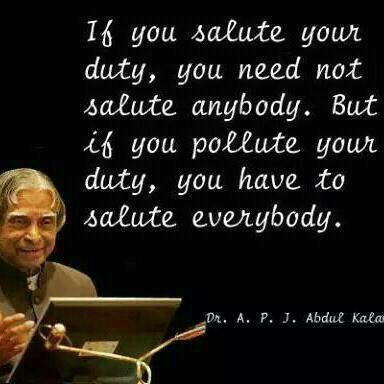 If you salute your
duty, you need not
salute anybody. But
if you pollute your
duty, you have to
salute everybody.
Dr. A. P. J. Abdul Kala